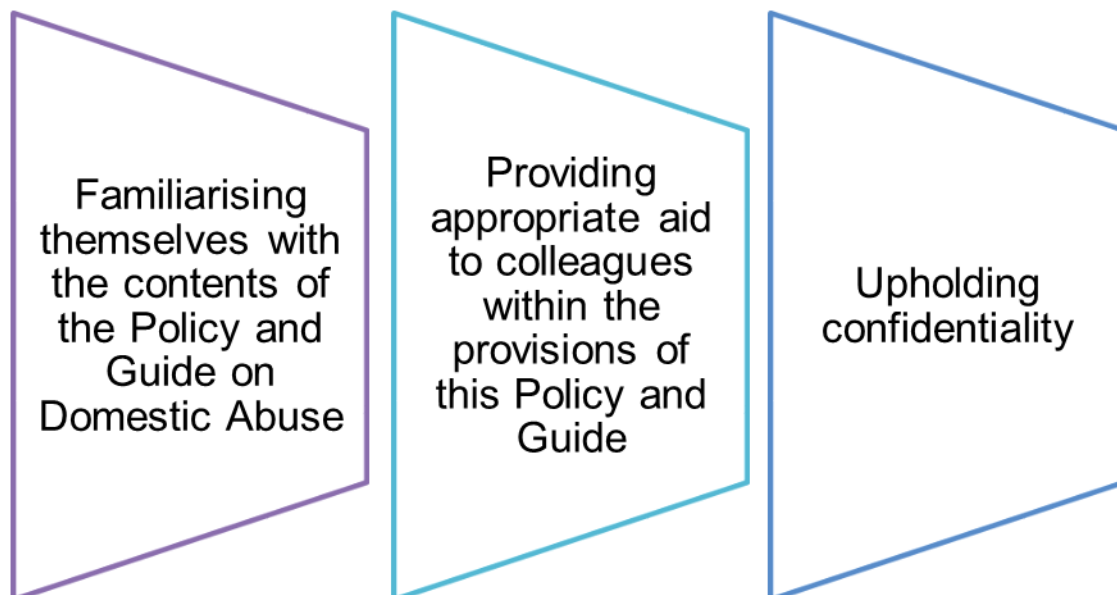 Familiarising
themselves with
the contents of
the Policy and
Guide on
Domestic Abuse
Providing
appropriate aid
to colleagues
within the
provisions of
this Policy and
Guide
Upholding
confidentiality